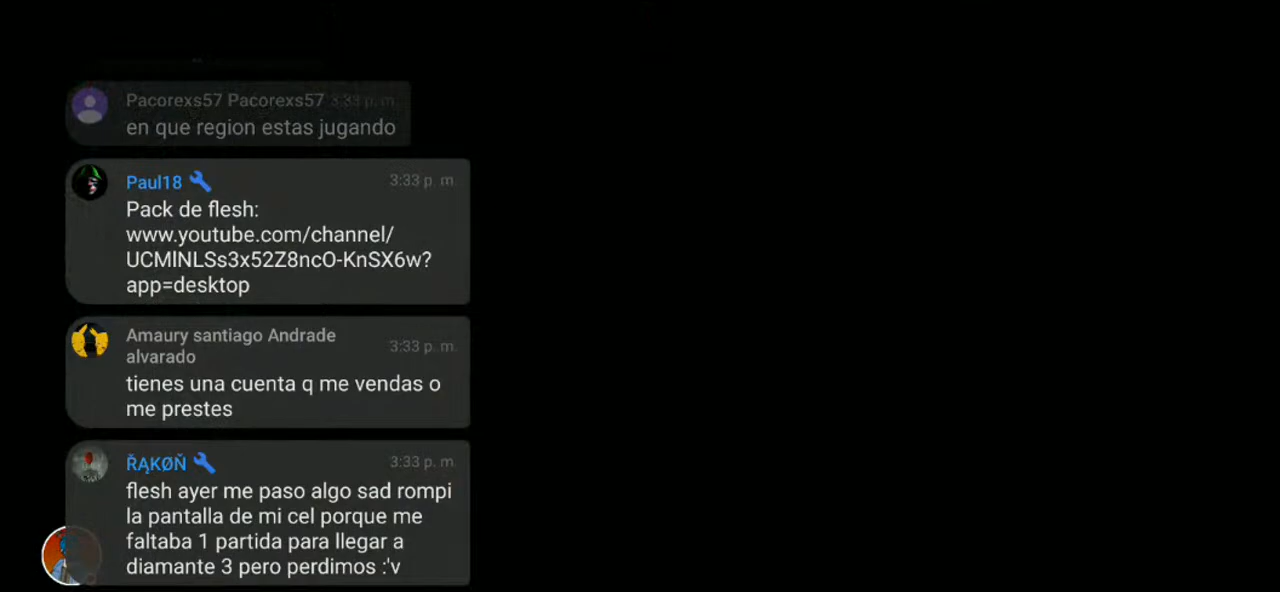 Pacorexs57 Pacorexs57 3:33 p. m.
en que region estas jugando
Paul18 3:33 p. m.
Pack de flesh:
www.youtube.com/channel/
UCMlNLSs3x52Z8ncO-KnSX6w?
app=desktop
Amaury santiago Andrade
alvarado 3:33 p. m.
tienes una cuenta q me vendas o
me prestes
ŘĄKØŇ 3:33 p. m.
flesh ayer me paso algo sad rompi
la pantalla de mi cel porque me
faltaba 1 partida para llegar a
diamante 3 pero perdimos :'v